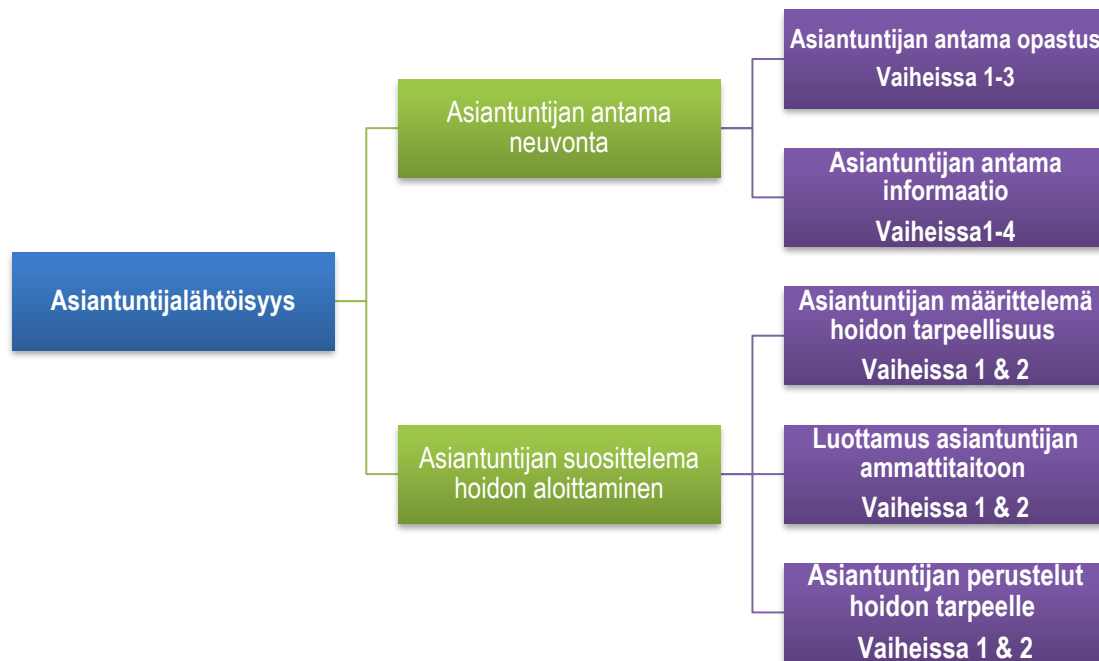 Asiantuntijalähtöisyys
Asiantuntijan antama
neuvonta
Asiantuntijan antama opastus
Vaiheissa 1-3
Asiantuntijan antama
informaatio
Vaiheissa1-4
Asiantuntijan suosittelema
hoidon aloittaminen
Asiantuntijan määrittelemä
hoidon tarpeellisuus
Vaiheissa 1 & 2
Luottamus asiantuntijan
ammattitaitoon
Vaiheissa 1 & 2
Asiantuntijan perustelut
hoidon tarpeelle
Vaiheissa 1 & 2